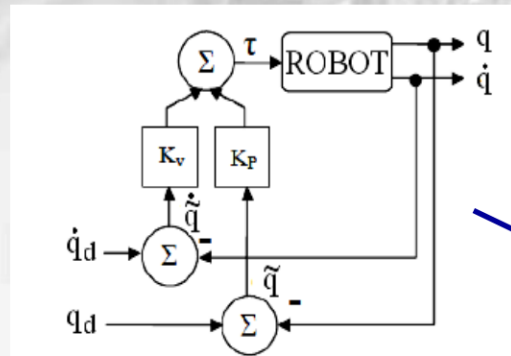 Σ τ ROBOT q
q̇
Kv KP
q̃̇
q̇d Σ -
q̃
qd Σ -